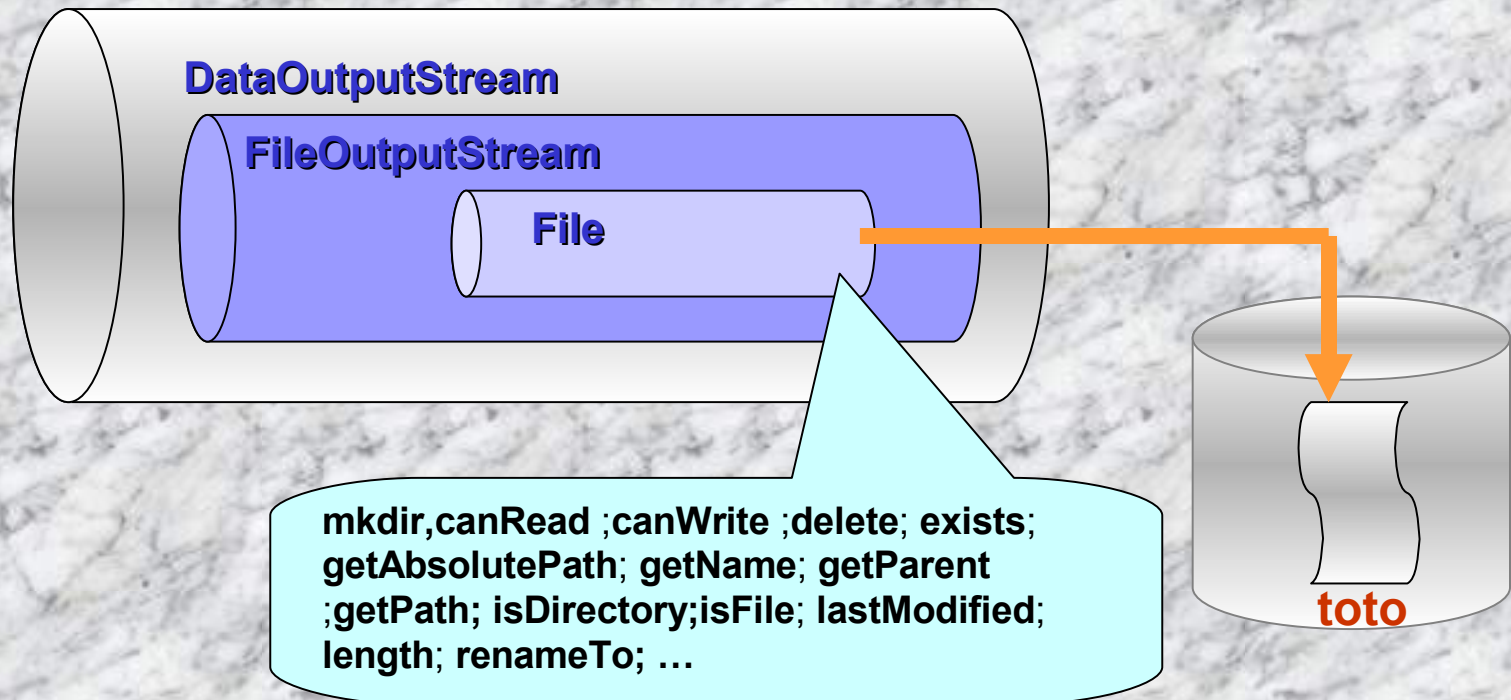 DataOutputStream
FileOutputStream
File
mkdir,canRead ;canWrite ;delete; exists;
getAbsolutePath; getName; getParent
;getPath; isDirectory;isFile; lastModified;
length; renameTo; …
toto